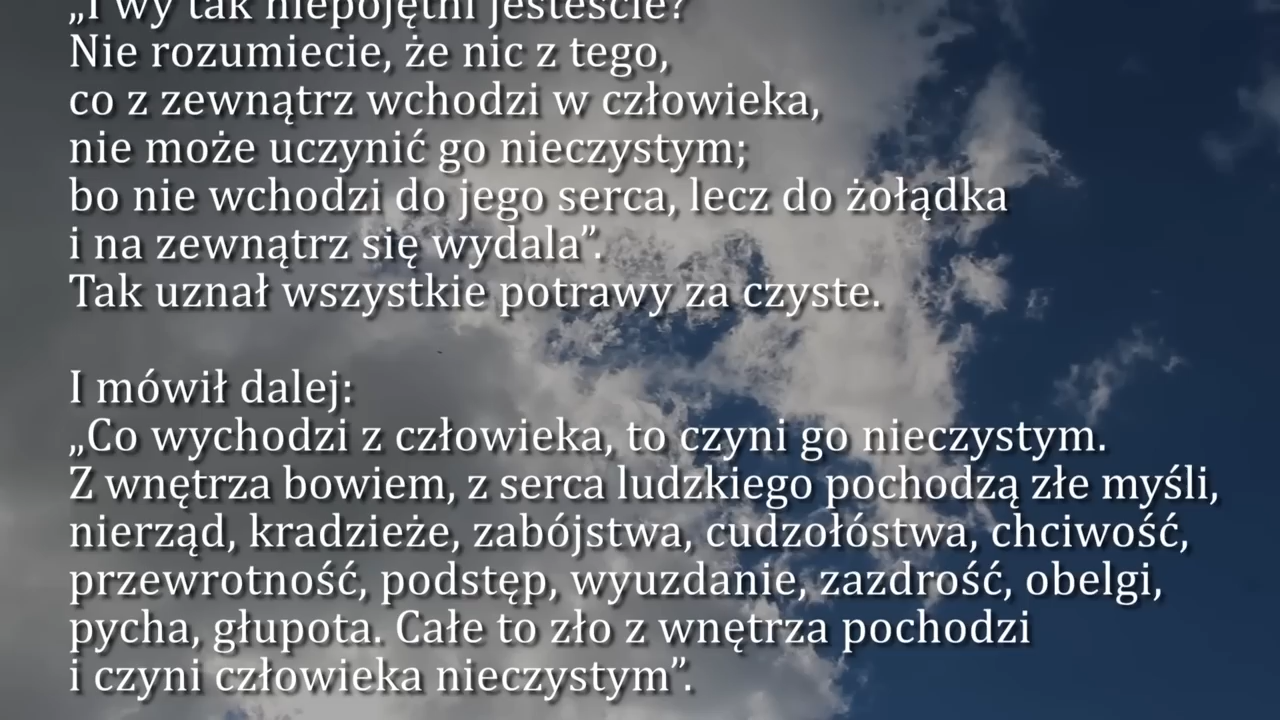 „I wy tak niepojętni jesteście?
Nie rozumiecie, że nic z tego,
co z zewnątrz wchodzi w człowieka,
nie może uczynić go nieczystym;
bo nie wchodzi do jego serca, lecz do żołądka
i na zewnątrz się wydala”.
Tak uznał wszystkie potrawy za czyste.
I mówił dalej:
„Co wychodzi z człowieka, to czyni go nieczystym.
Z wnętrza bowiem, z serca ludzkiego pochodzą złe myśli,
nierząd, kradzieże, zabójstwa, cudzołóstwa, chciwość,
przewrotność, podstęp, wyuzdanie, zazdrość, obelgi,
pycha, głupota. Całe to zło z wnętrza pochodzi
i czyni człowieka nieczystym”.